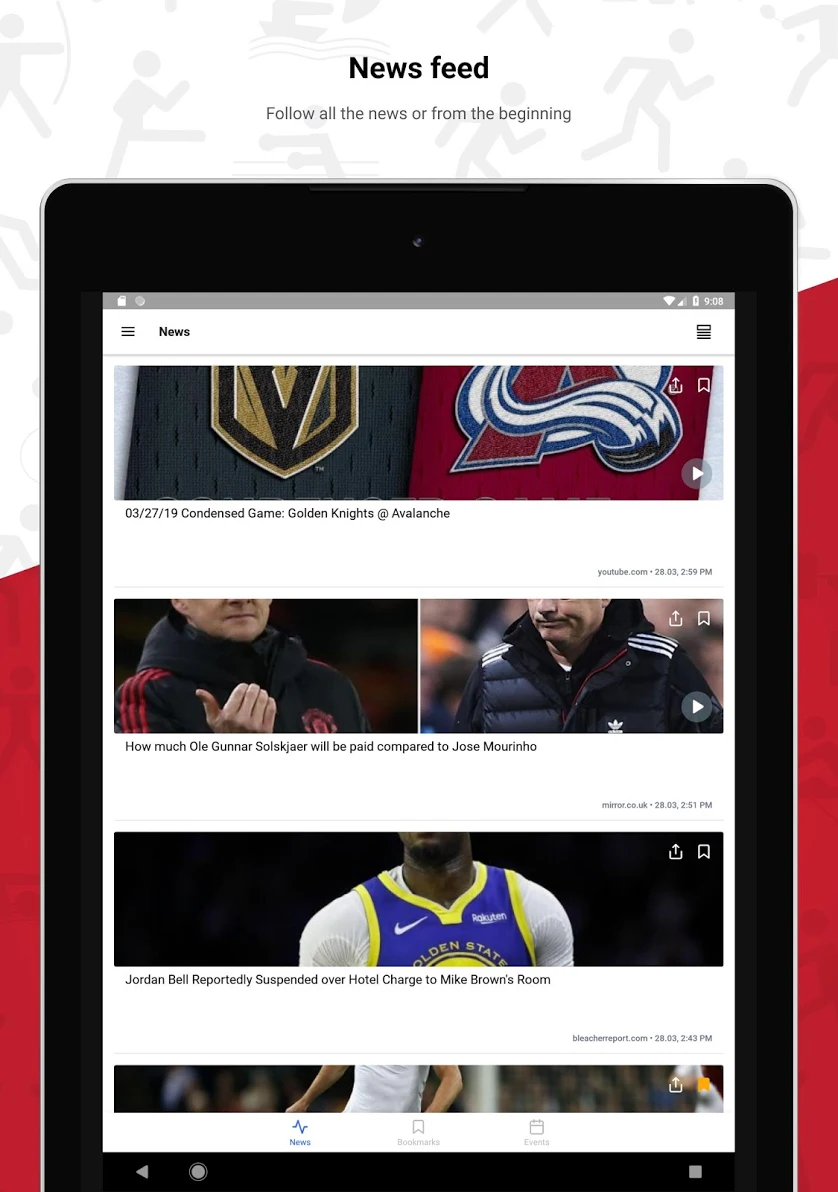 News feed
Follow all the news or from the beginning
9:08
News
™
03/27/19 Condensed Game: Golden Knights @ Avalanche
youtube.com • 28.03, 2:59 PM
How much Ole Gunnar Solskjaer will be paid compared to Jose Mourinho
mirror.co.uk • 28.03, 2:51 PM
Rakuten
OLDEN STATE
Jordan Bell Reportedly Suspended over Hotel Charge to Mike Brown's Room
bleacherreport.com • 28.03, 2:43 PM
News
Bookmarks
Events